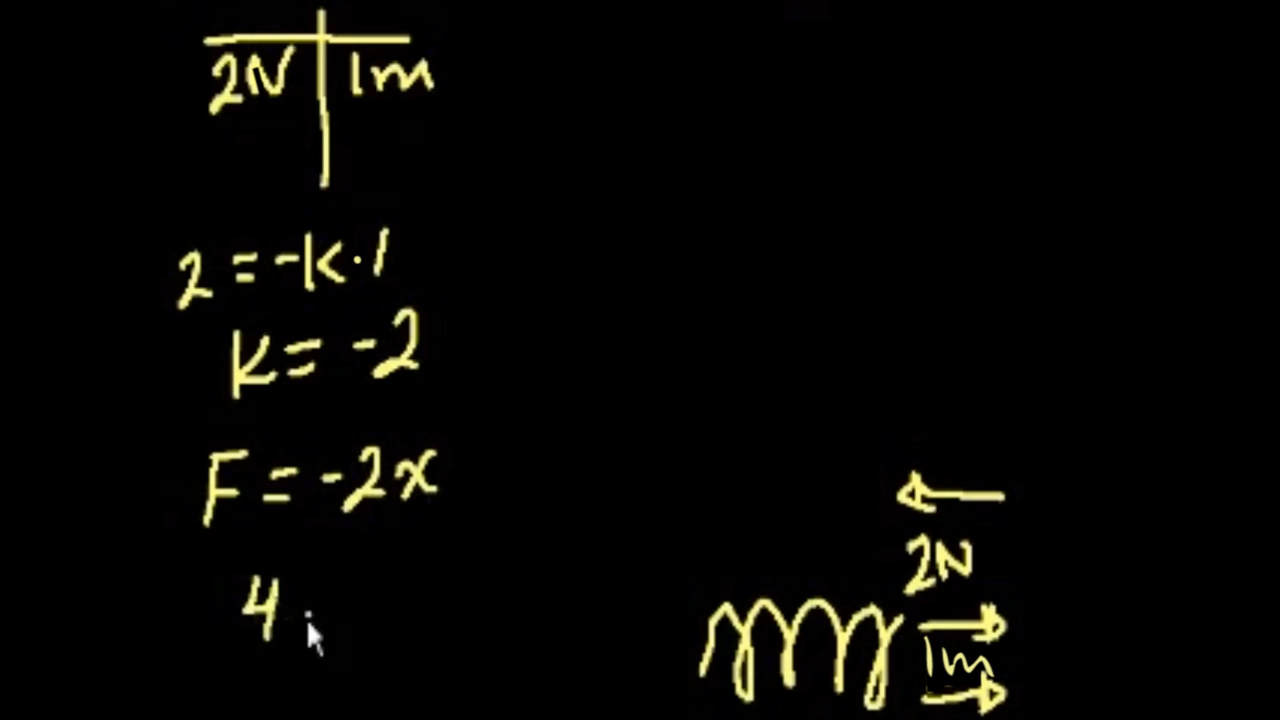 2N 1m
2 = -K · 1
K = -2
F = -2x
4
2N
1m